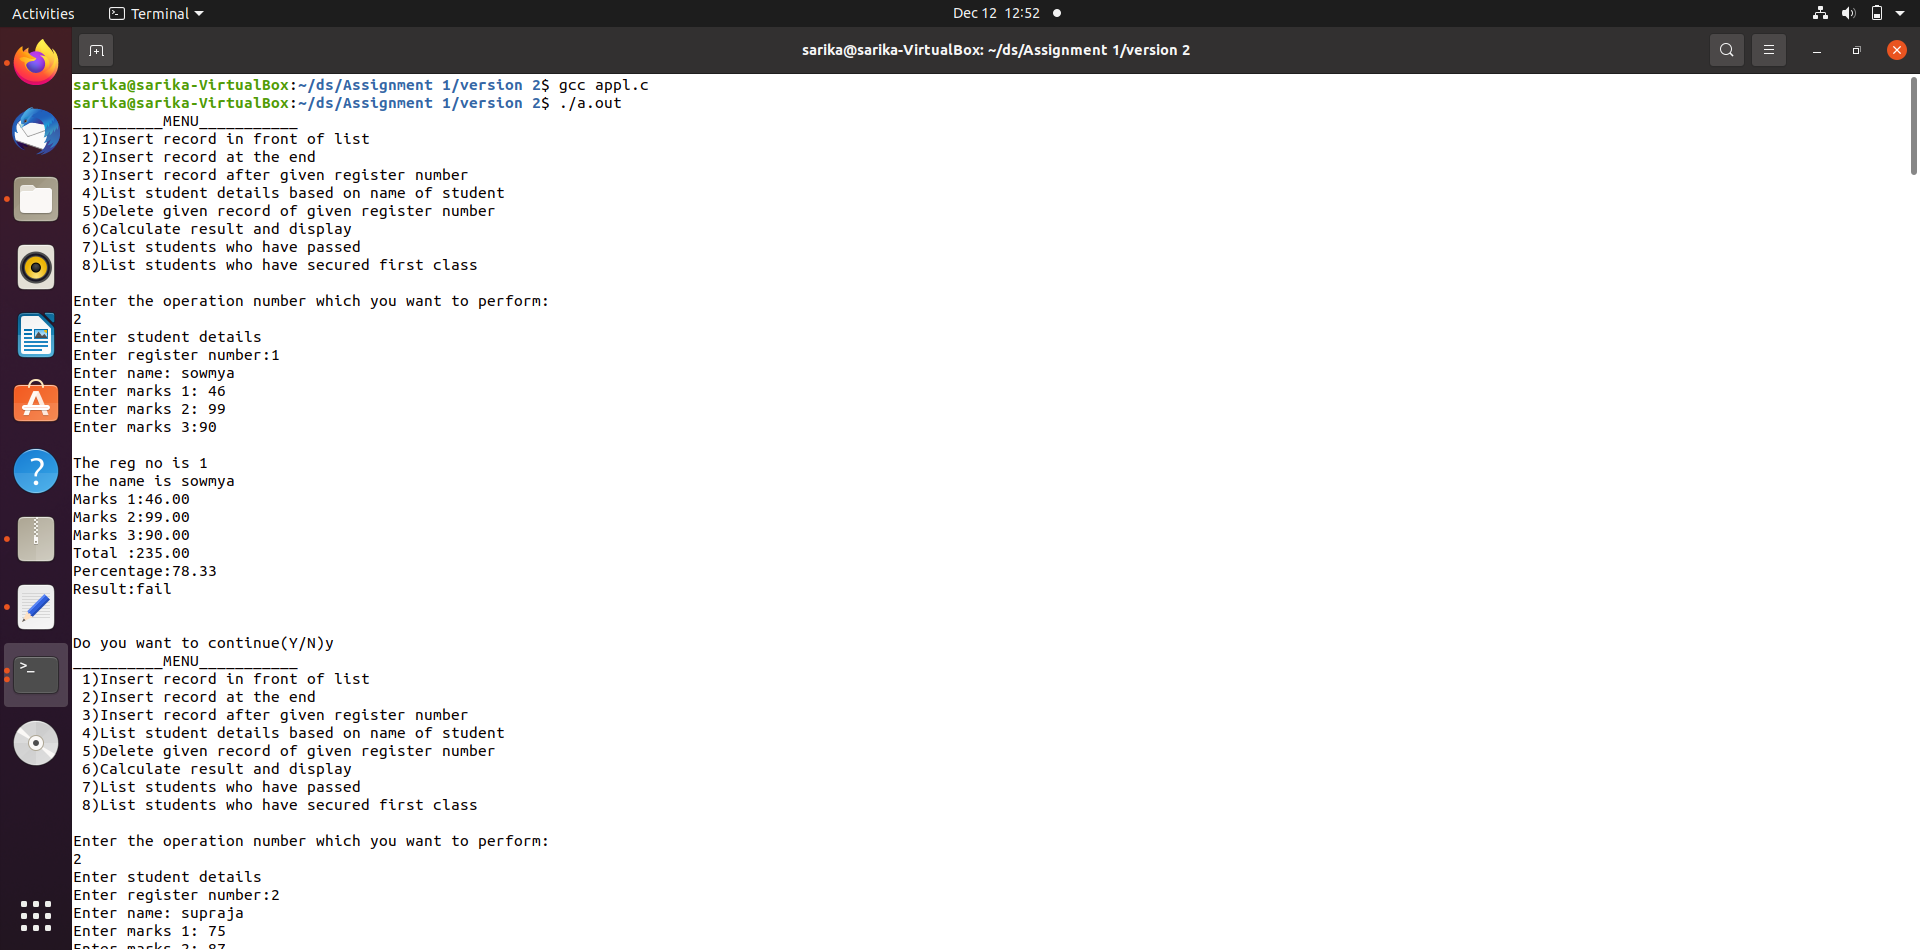 Activities Terminal Dec 12 12:52
sarika@sarika-VirtualBox: ~/ds/Assignment 1/version 2
sarika@sarika-VirtualBox:~/ds/Assignment 1/version 2$ gcc appl.c
sarika@sarika-VirtualBox:~/ds/Assignment 1/version 2$ ./a.out
__________MENU___________
1)Insert record in front of list
2)Insert record at the end
3)Insert record after given register number
4)List student details based on name of student
5)Delete given record of given register number
6)Calculate result and display
7)List students who have passed
8)List students who have secured first class
Enter the operation number which you want to perform:
2
Enter student details
Enter register number:1
Enter name: sowmya
Enter marks 1: 46
Enter marks 2: 99
Enter marks 3:90
The reg no is 1
The name is sowmya
Marks 1:46.00
Marks 2:99.00
Marks 3:90.00
Total :235.00
Percentage:78.33
Result:fail
Do you want to continue(Y/N)y
__________MENU___________
1)Insert record in front of list
2)Insert record at the end
3)Insert record after given register number
4)List student details based on name of student
5)Delete given record of given register number
6)Calculate result and display
7)List students who have passed
8)List students who have secured first class
Enter the operation number which you want to perform:
2
Enter student details
Enter register number:2
Enter name: supraja
Enter marks 1: 75
Enter marks 2: 87